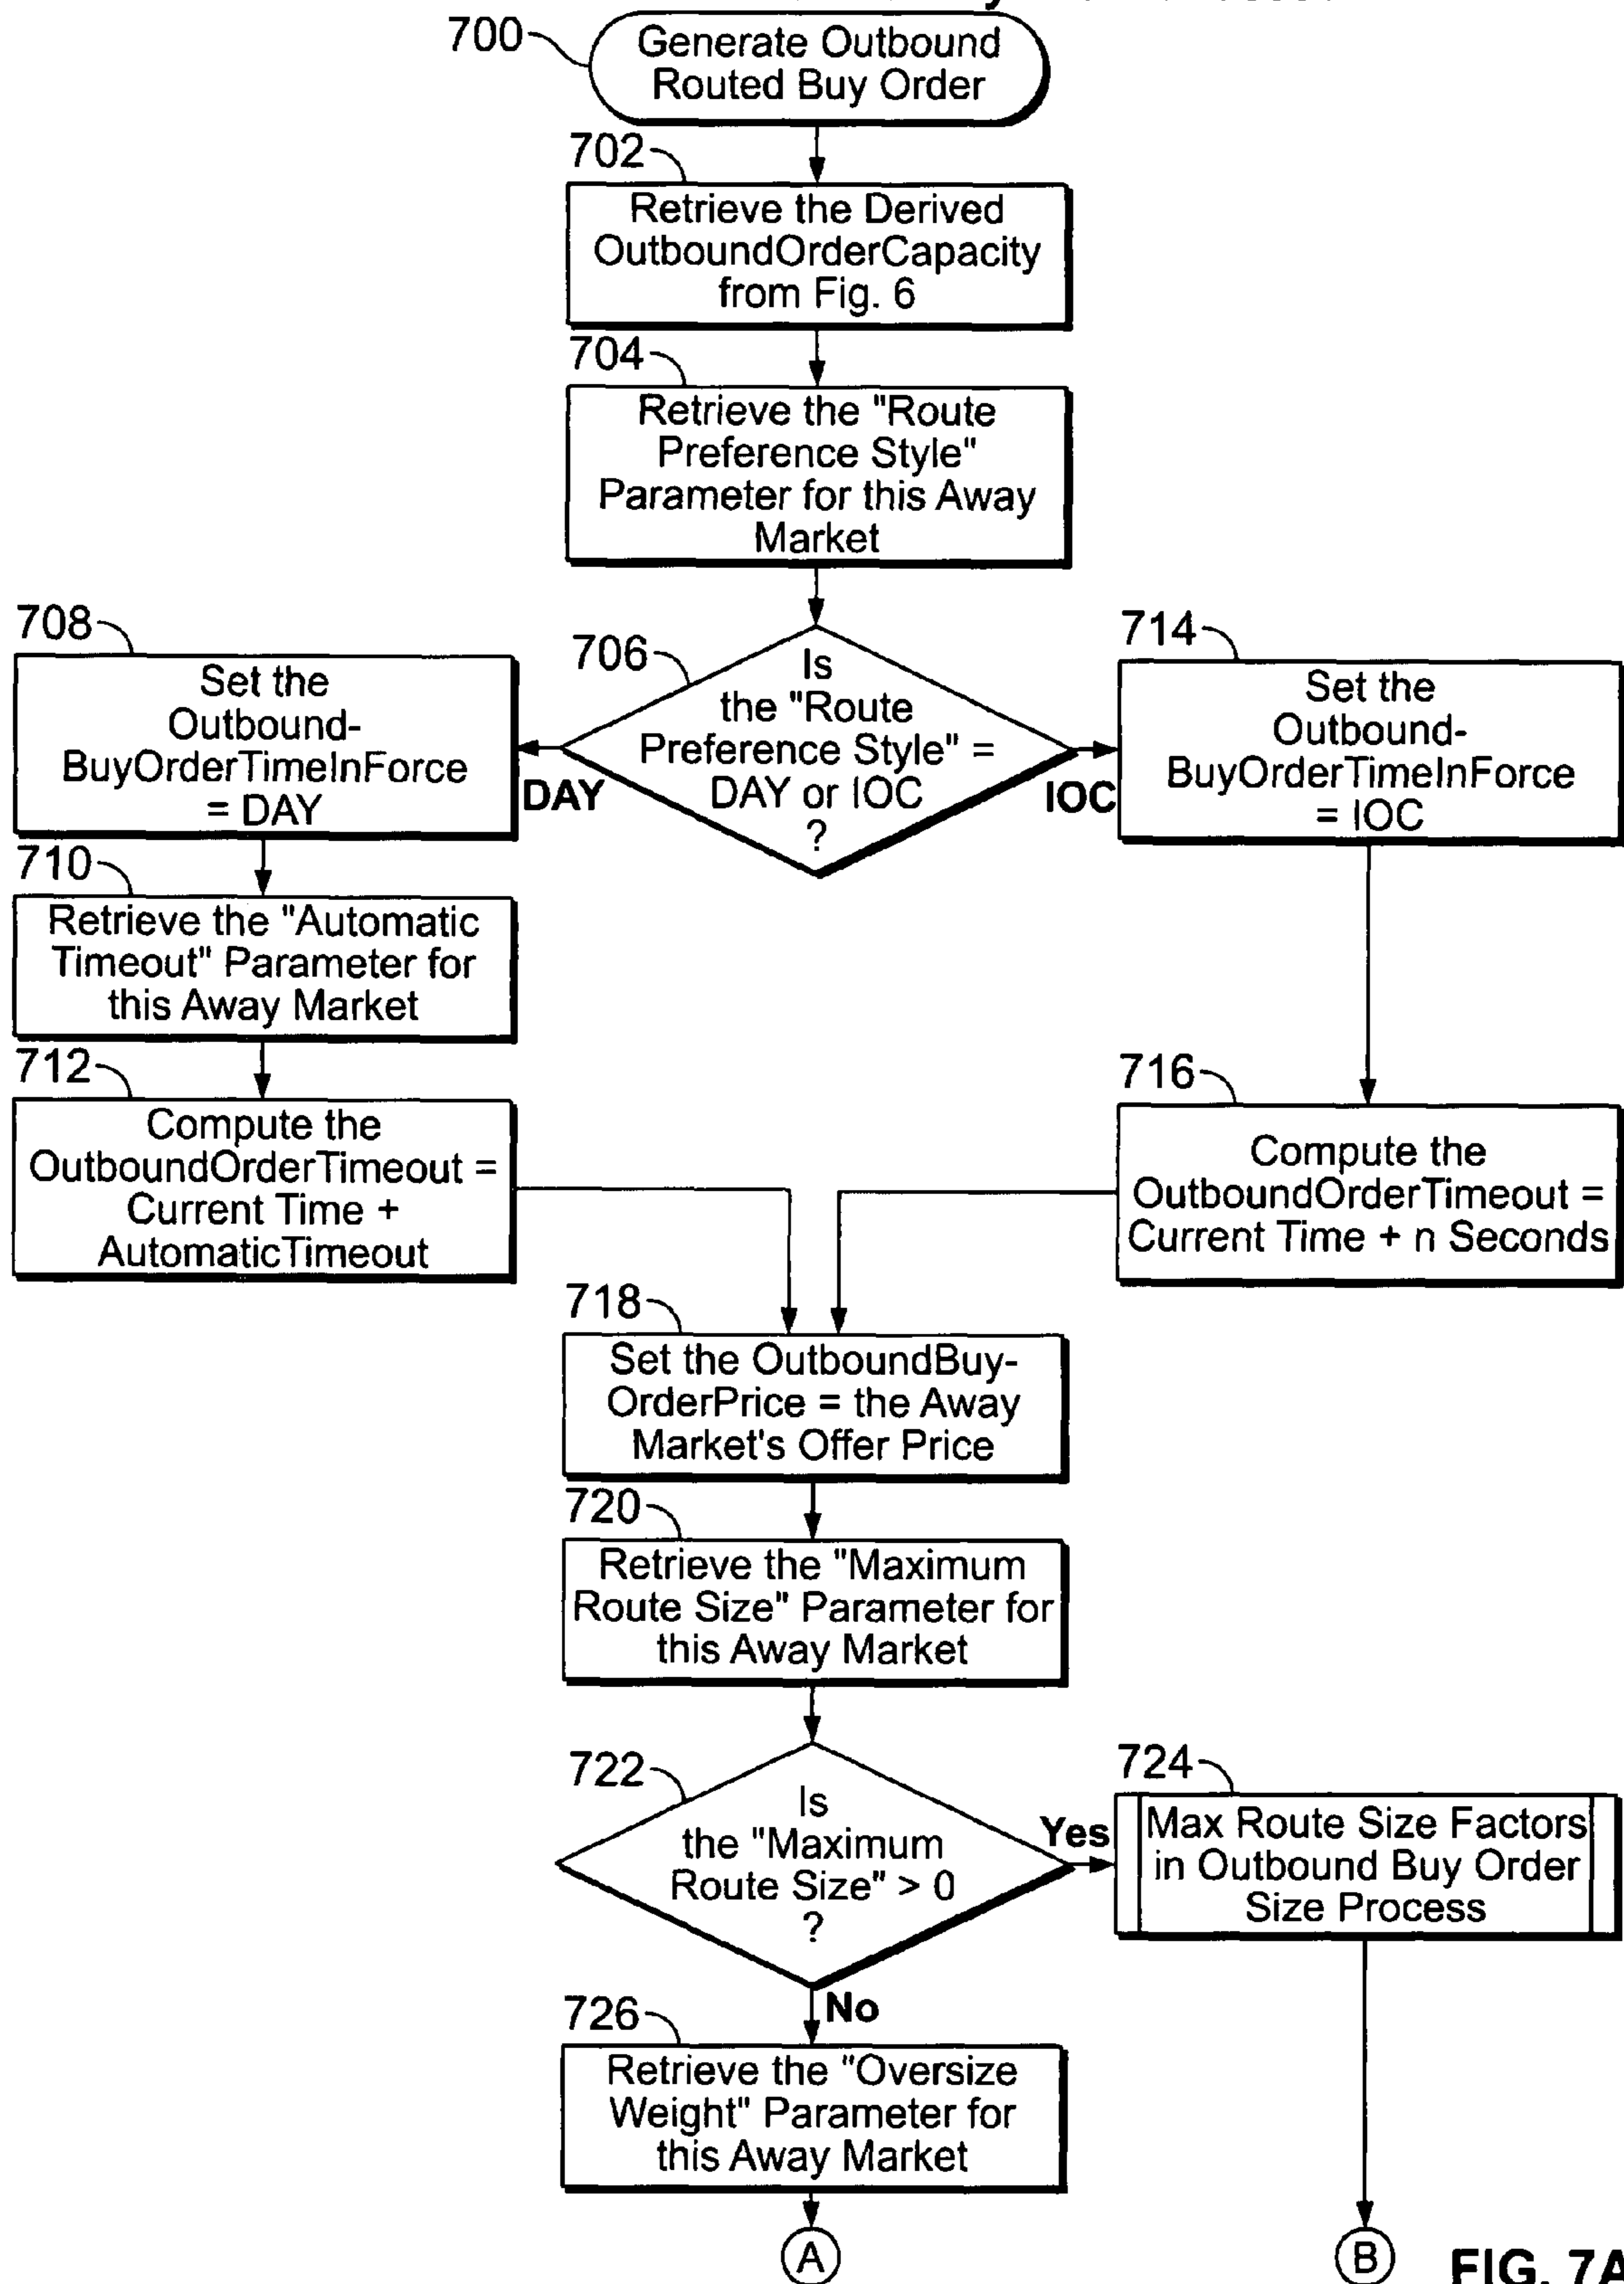 700
Generate Outbound
Routed Buy Order
702
Retrieve the Derived
OutboundOrderCapacity
from Fig. 6
704
Retrieve the "Route
Preference Style"
Parameter for this Away
Market
706
Is
the "Route
Preference Style" =
DAY or IOC
?
DAY
IOC
708
Set the
Outbound-
BuyOrderTimeInForce
= DAY
714
Set the
Outbound-
BuyOrderTimeInForce
= IOC
710
Retrieve the "Automatic
Timeout" Parameter for
this Away Market
712
Compute the
OutboundOrderTimeout =
Current Time +
AutomaticTimeout
716
Compute the
OutboundOrderTimeout =
Current Time + n Seconds
718
Set the OutboundBuy-
OrderPrice = the Away
Market's Offer Price
720
Retrieve the "Maximum
Route Size" Parameter for
this Away Market
722
Is
the "Maximum
Route Size" > 0
?
Yes
724
Max Route Size Factors
in Outbound Buy Order
Size Process
No
726
Retrieve the "Oversize
Weight" Parameter for
this Away Market
A
B
FIG. 7A